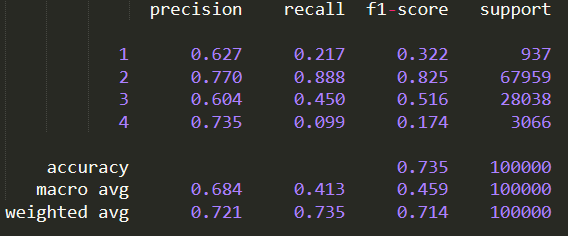 precision recall f1-score support
1 0.627 0.217 0.322 937
2 0.770 0.888 0.825 67959
3 0.604 0.450 0.516 28038
4 0.735 0.099 0.174 3066
accuracy 0.735 100000
macro avg 0.684 0.413 0.459 100000
weighted avg 0.721 0.735 0.714 100000